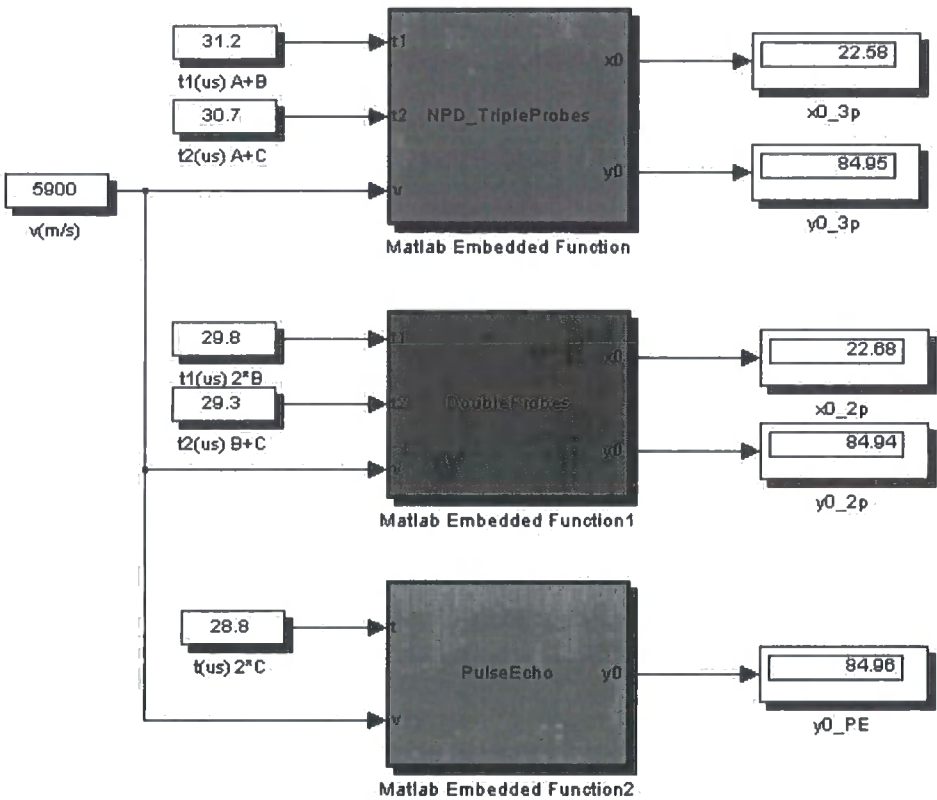 31.2
t1(us) A+B
30.7
t2(us) A+C
5900
v(m/s)
t1
t2
v
NPD_TripleProbes
x0
y0
Matlab Embedded Function
22.58
x0_3p
84.95
y0_3p
29.8
t1(us) 2*B
29.3
t2(us) B+C
t1
t2
v
DoubleProbes
x0
y0
Matlab Embedded Function1
22.68
x0_2p
84.94
y0_2p
28.8
t(us) 2*C
t
v
PulseEcho
y0
Matlab Embedded Function2
84.96
y0_PE